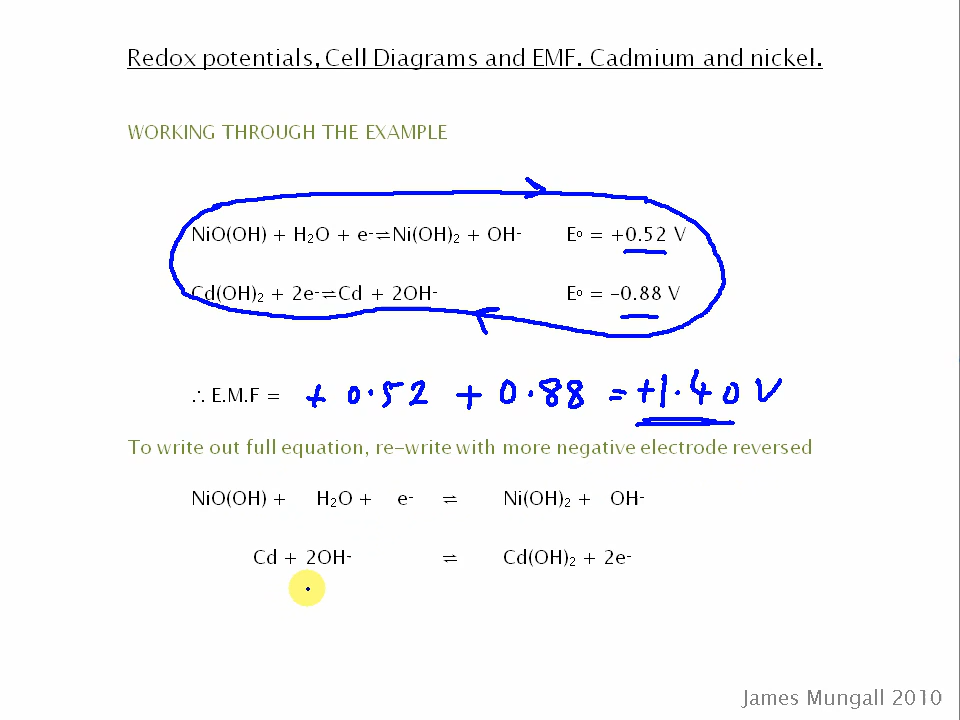 Redox potentials, Cell Diagrams and EMF. Cadmium and nickel.
WORKING THROUGH THE EXAMPLE
NiO(OH) + H₂O + e⁻⇌Ni(OH)₂ + OH⁻ Eº = +0.52 V
Cd(OH)₂ + 2e⁻⇌Cd + 2OH⁻ Eº = –0.88 V
∴ E.M.F = + 0.52 + 0.88 = +1.40 V
To write out full equation, re–write with more negative electrode reversed
NiO(OH) + H₂O + e⁻ ⇌ Ni(OH)₂ + OH⁻
Cd + 2OH⁻ ⇌ Cd(OH)₂ + 2e⁻
James Mungall 2010